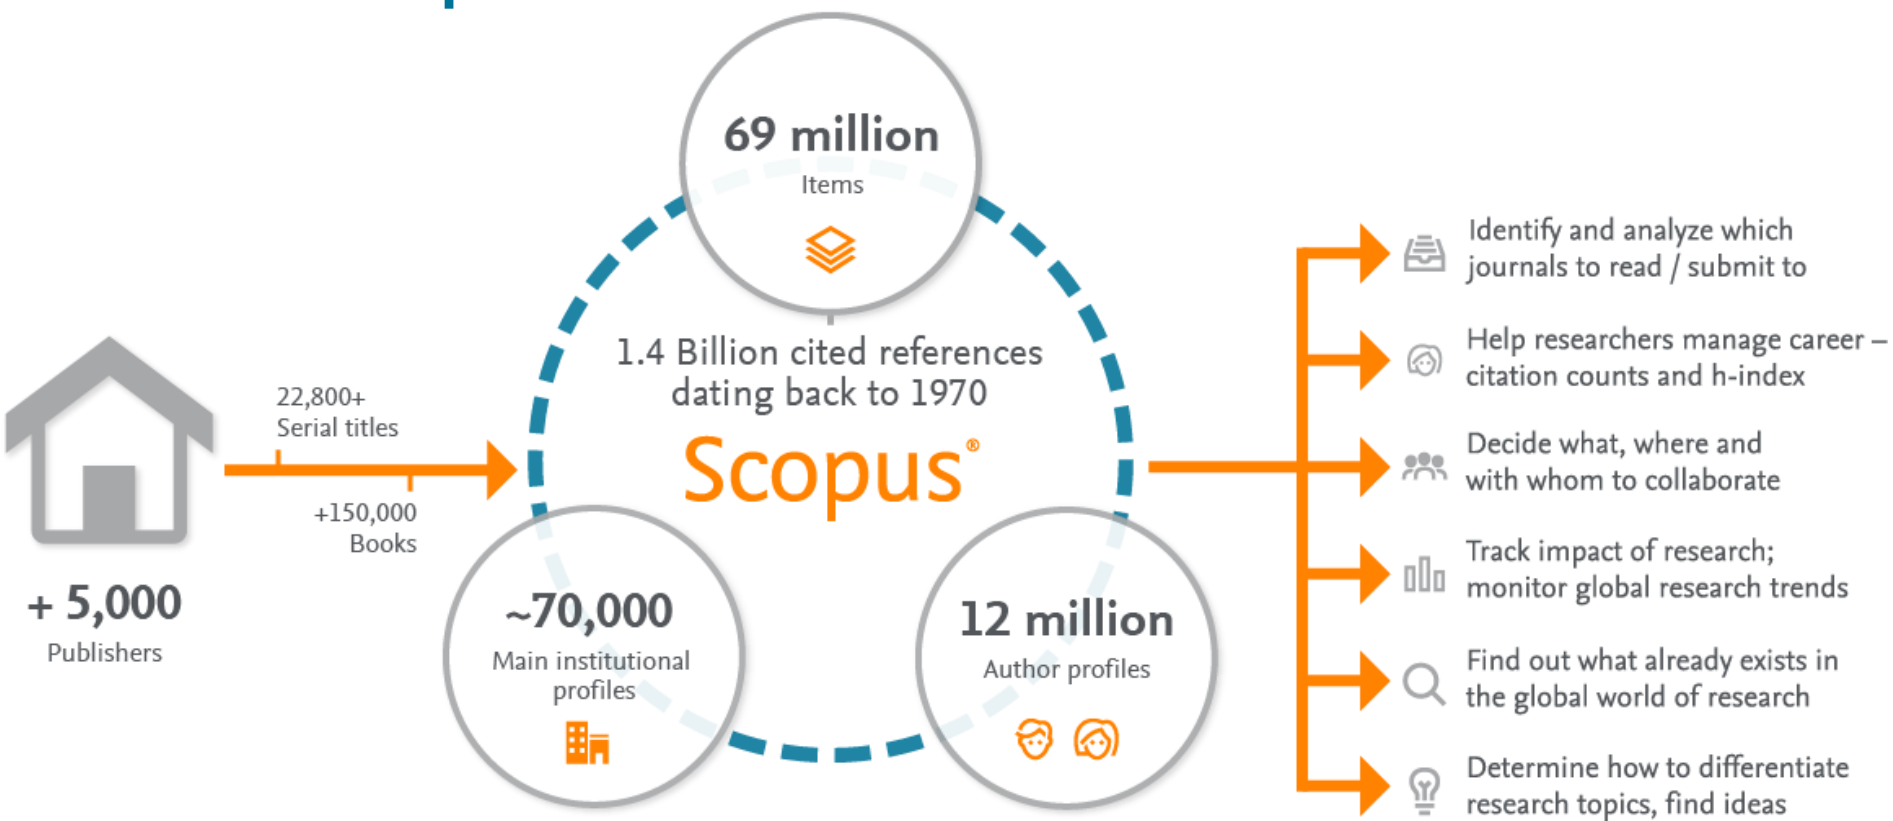 + 5,000
Publishers
22,800+
Serial titles
+150,000
Books
69 million
Items
1.4 Billion cited references
dating back to 1970
Scopus®
~70,000
Main institutional
profiles
12 million
Author profiles
Identify and analyze which
journals to read / submit to
Help researchers manage career –
citation counts and h-index
Decide what, where and
with whom to collaborate
Track impact of research;
monitor global research trends
Find out what already exists in
the global world of research
Determine how to differentiate
research topics, find ideas